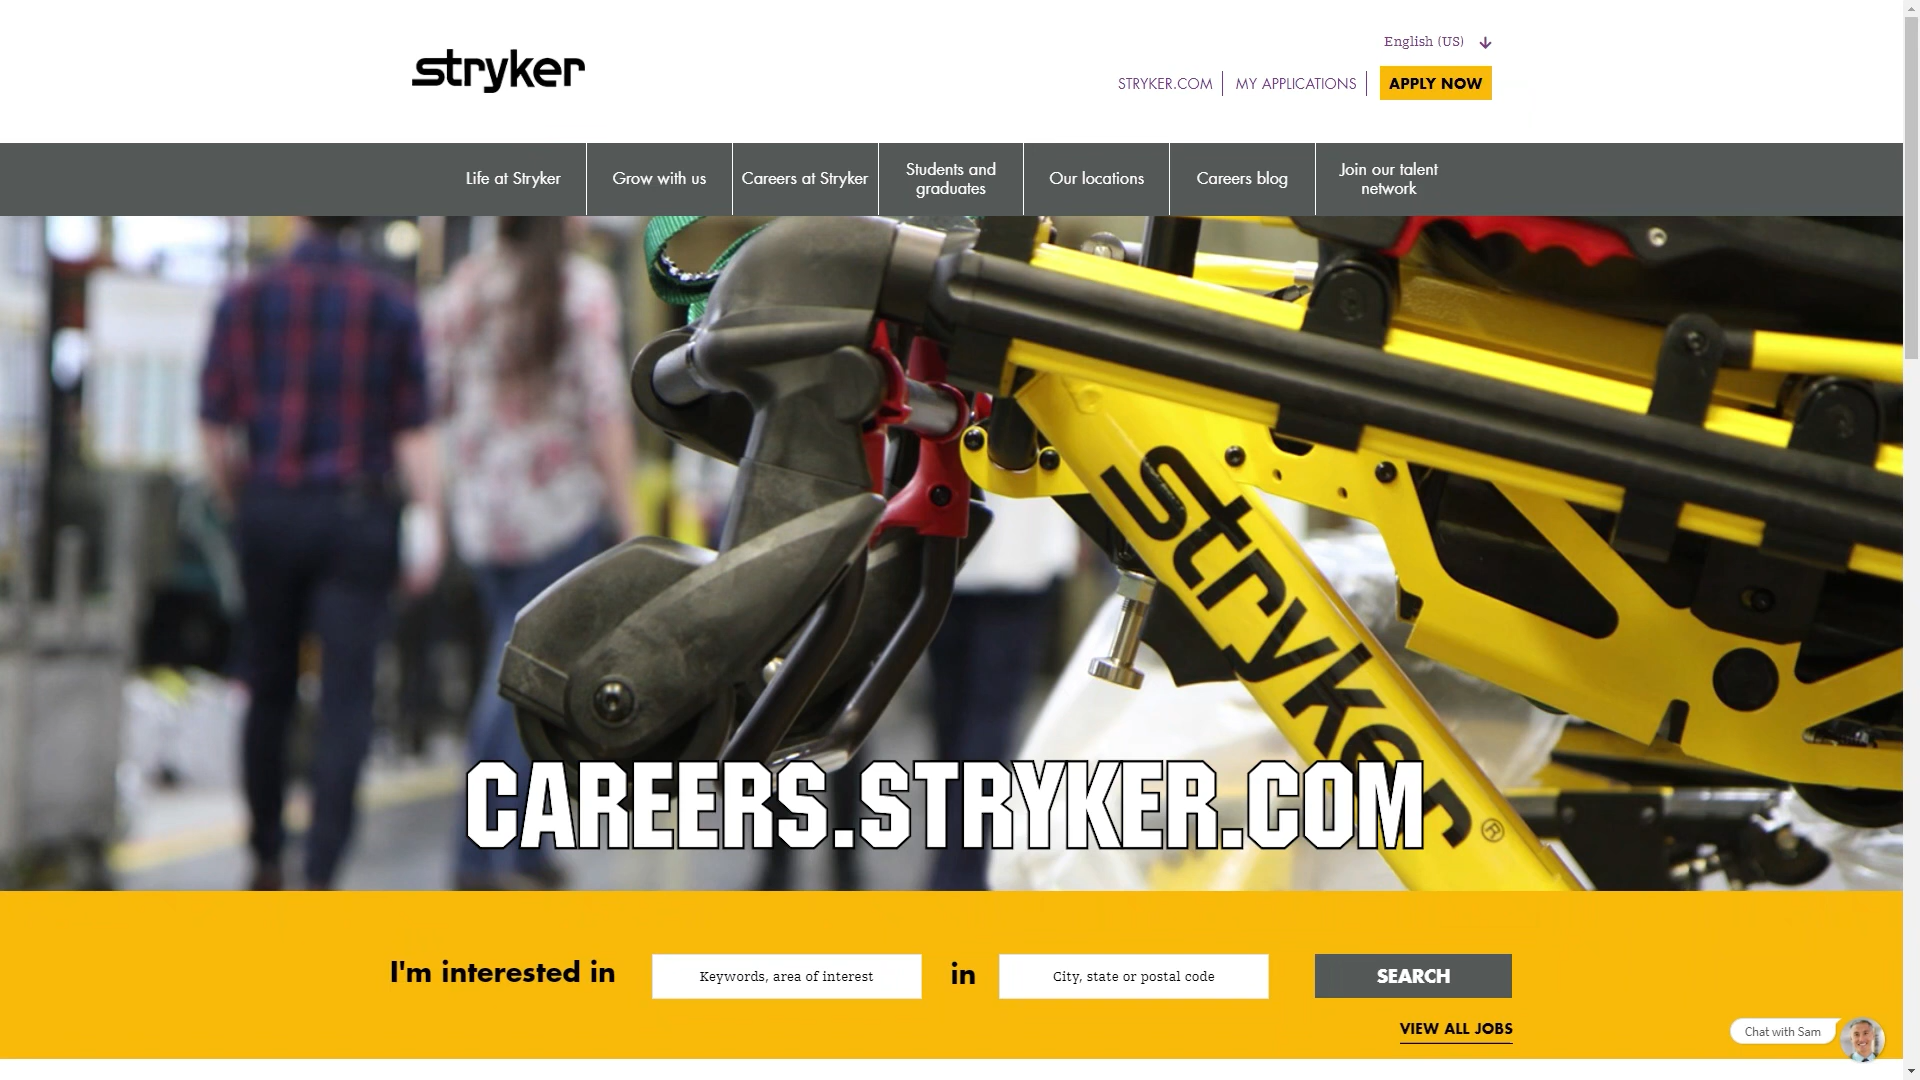 stryker
English (US)
STRYKER.COM
MY APPLICATIONS
APPLY NOW
Life at Stryker
Grow with us
Careers at Stryker
Students and
graduates
Our locations
Careers blog
Join our talent
network
stryker®
CAREERS.STRYKER.COM
I'm interested in
Keywords, area of interest
in
City, state or postal code
SEARCH
VIEW ALL JOBS
Chat with Sam